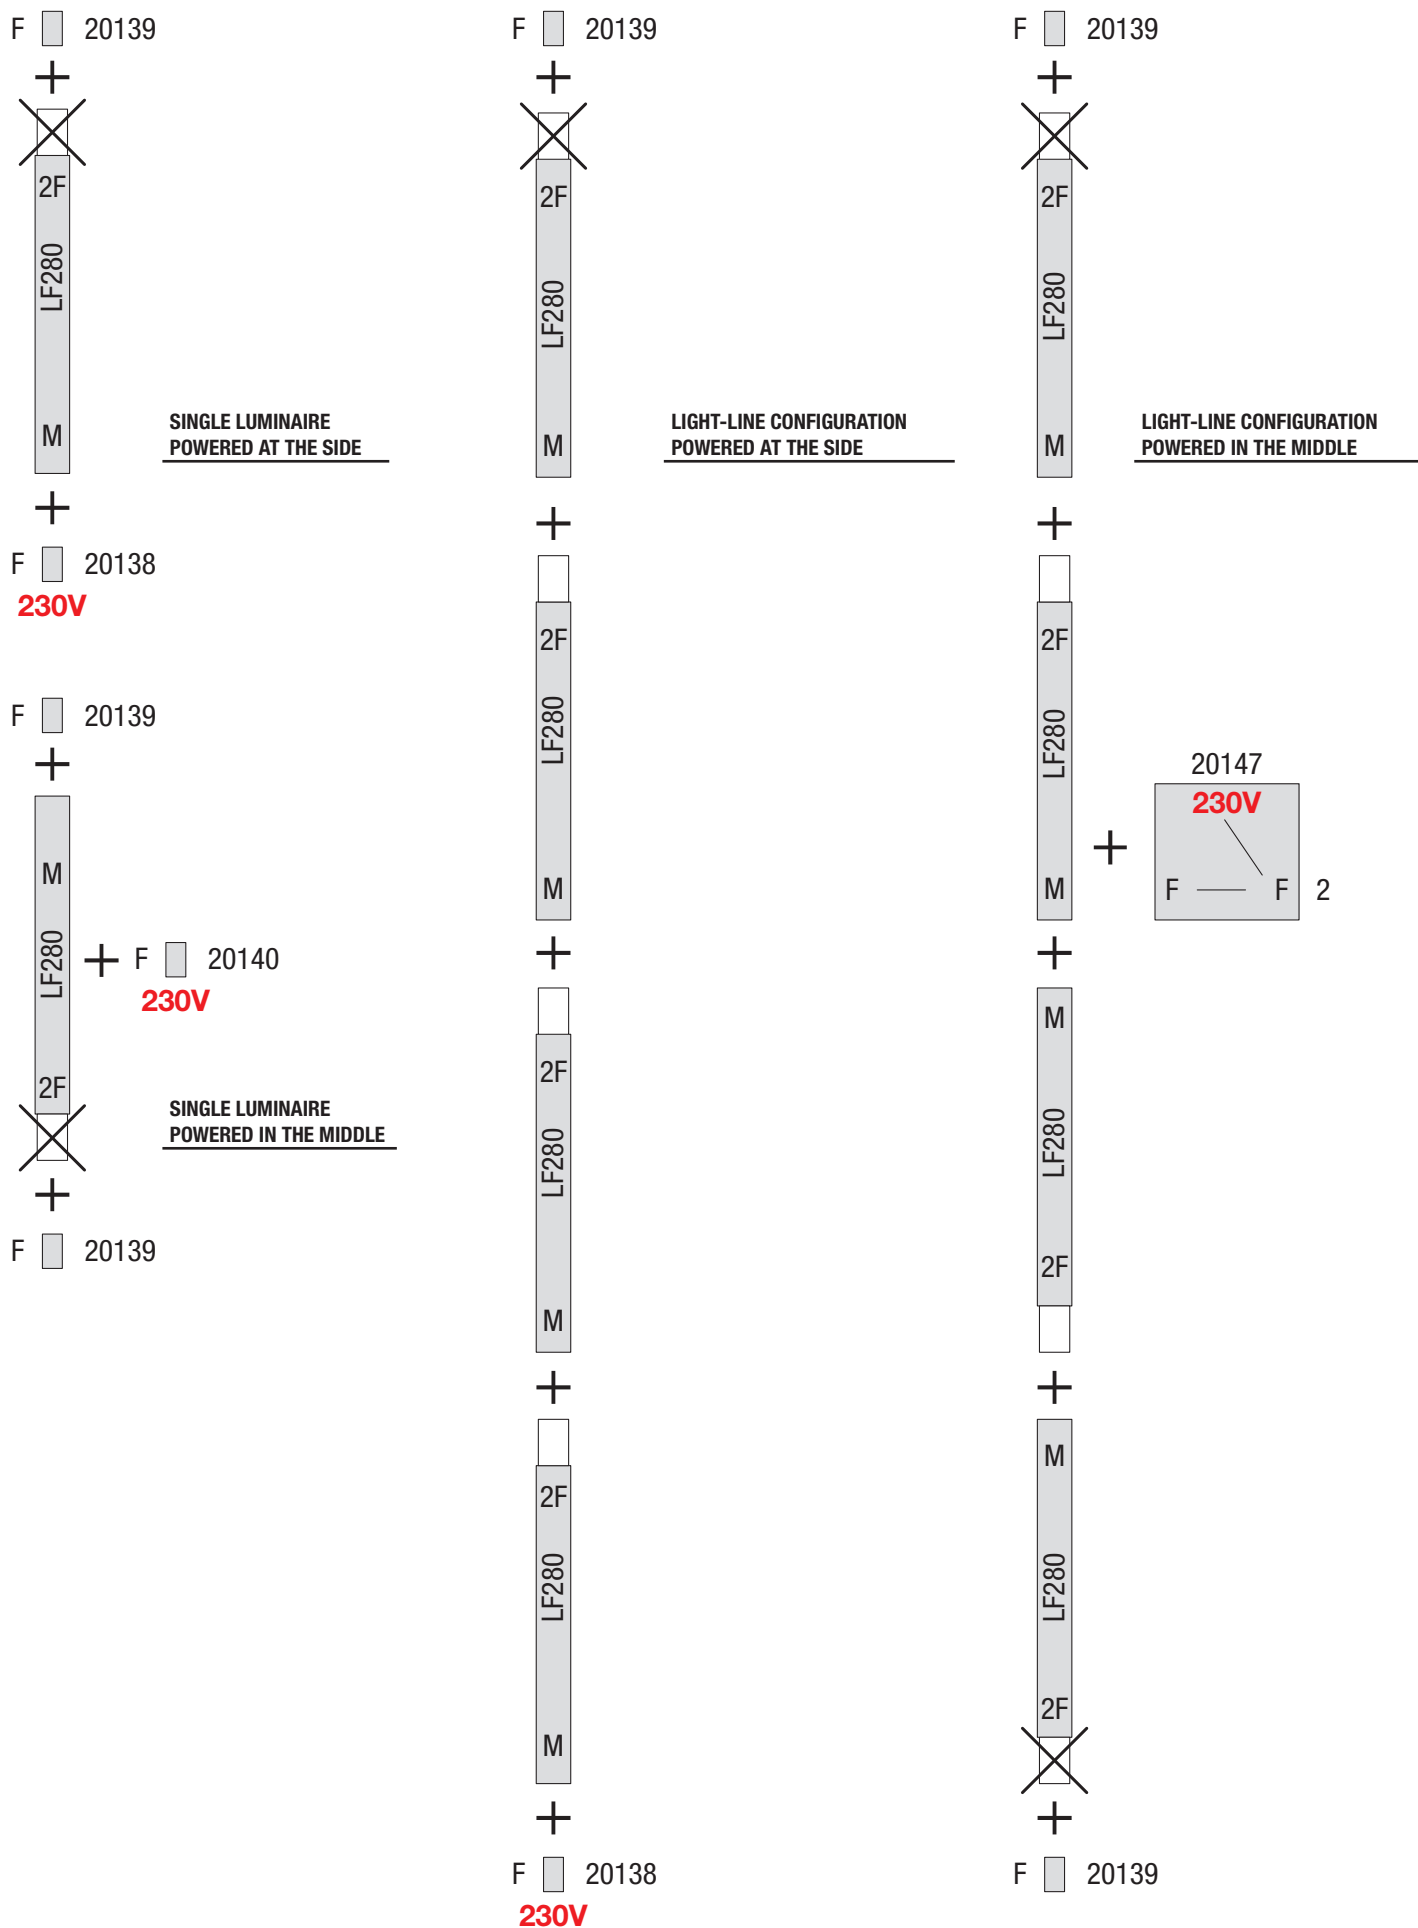 F 20139
2F
LF280
M
SINGLE LUMINAIRE
POWERED AT THE SIDE
F 20138
230V
F 20139
M
LF280
F 20140
230V
2F
SINGLE LUMINAIRE
POWERED IN THE MIDDLE
F 20139
F 20139
2F
LF280
M
LIGHT-LINE CONFIGURATION
POWERED AT THE SIDE
2F
LF280
M
2F
LF280
M
2F
LF280
M
F 20138
230V
F 20139
2F
LF280
M
LIGHT-LINE CONFIGURATION
POWERED IN THE MIDDLE
2F
LF280
M
20147
230V
F F 2
M
LF280
2F
M
LF280
2F
F 20139